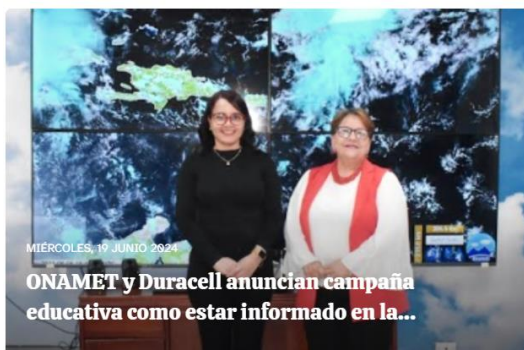 MIÉRCOLES, 19 JUNIO 2024
ONAMET y Duracell anuncian campaña
educativa como estar informado en la...